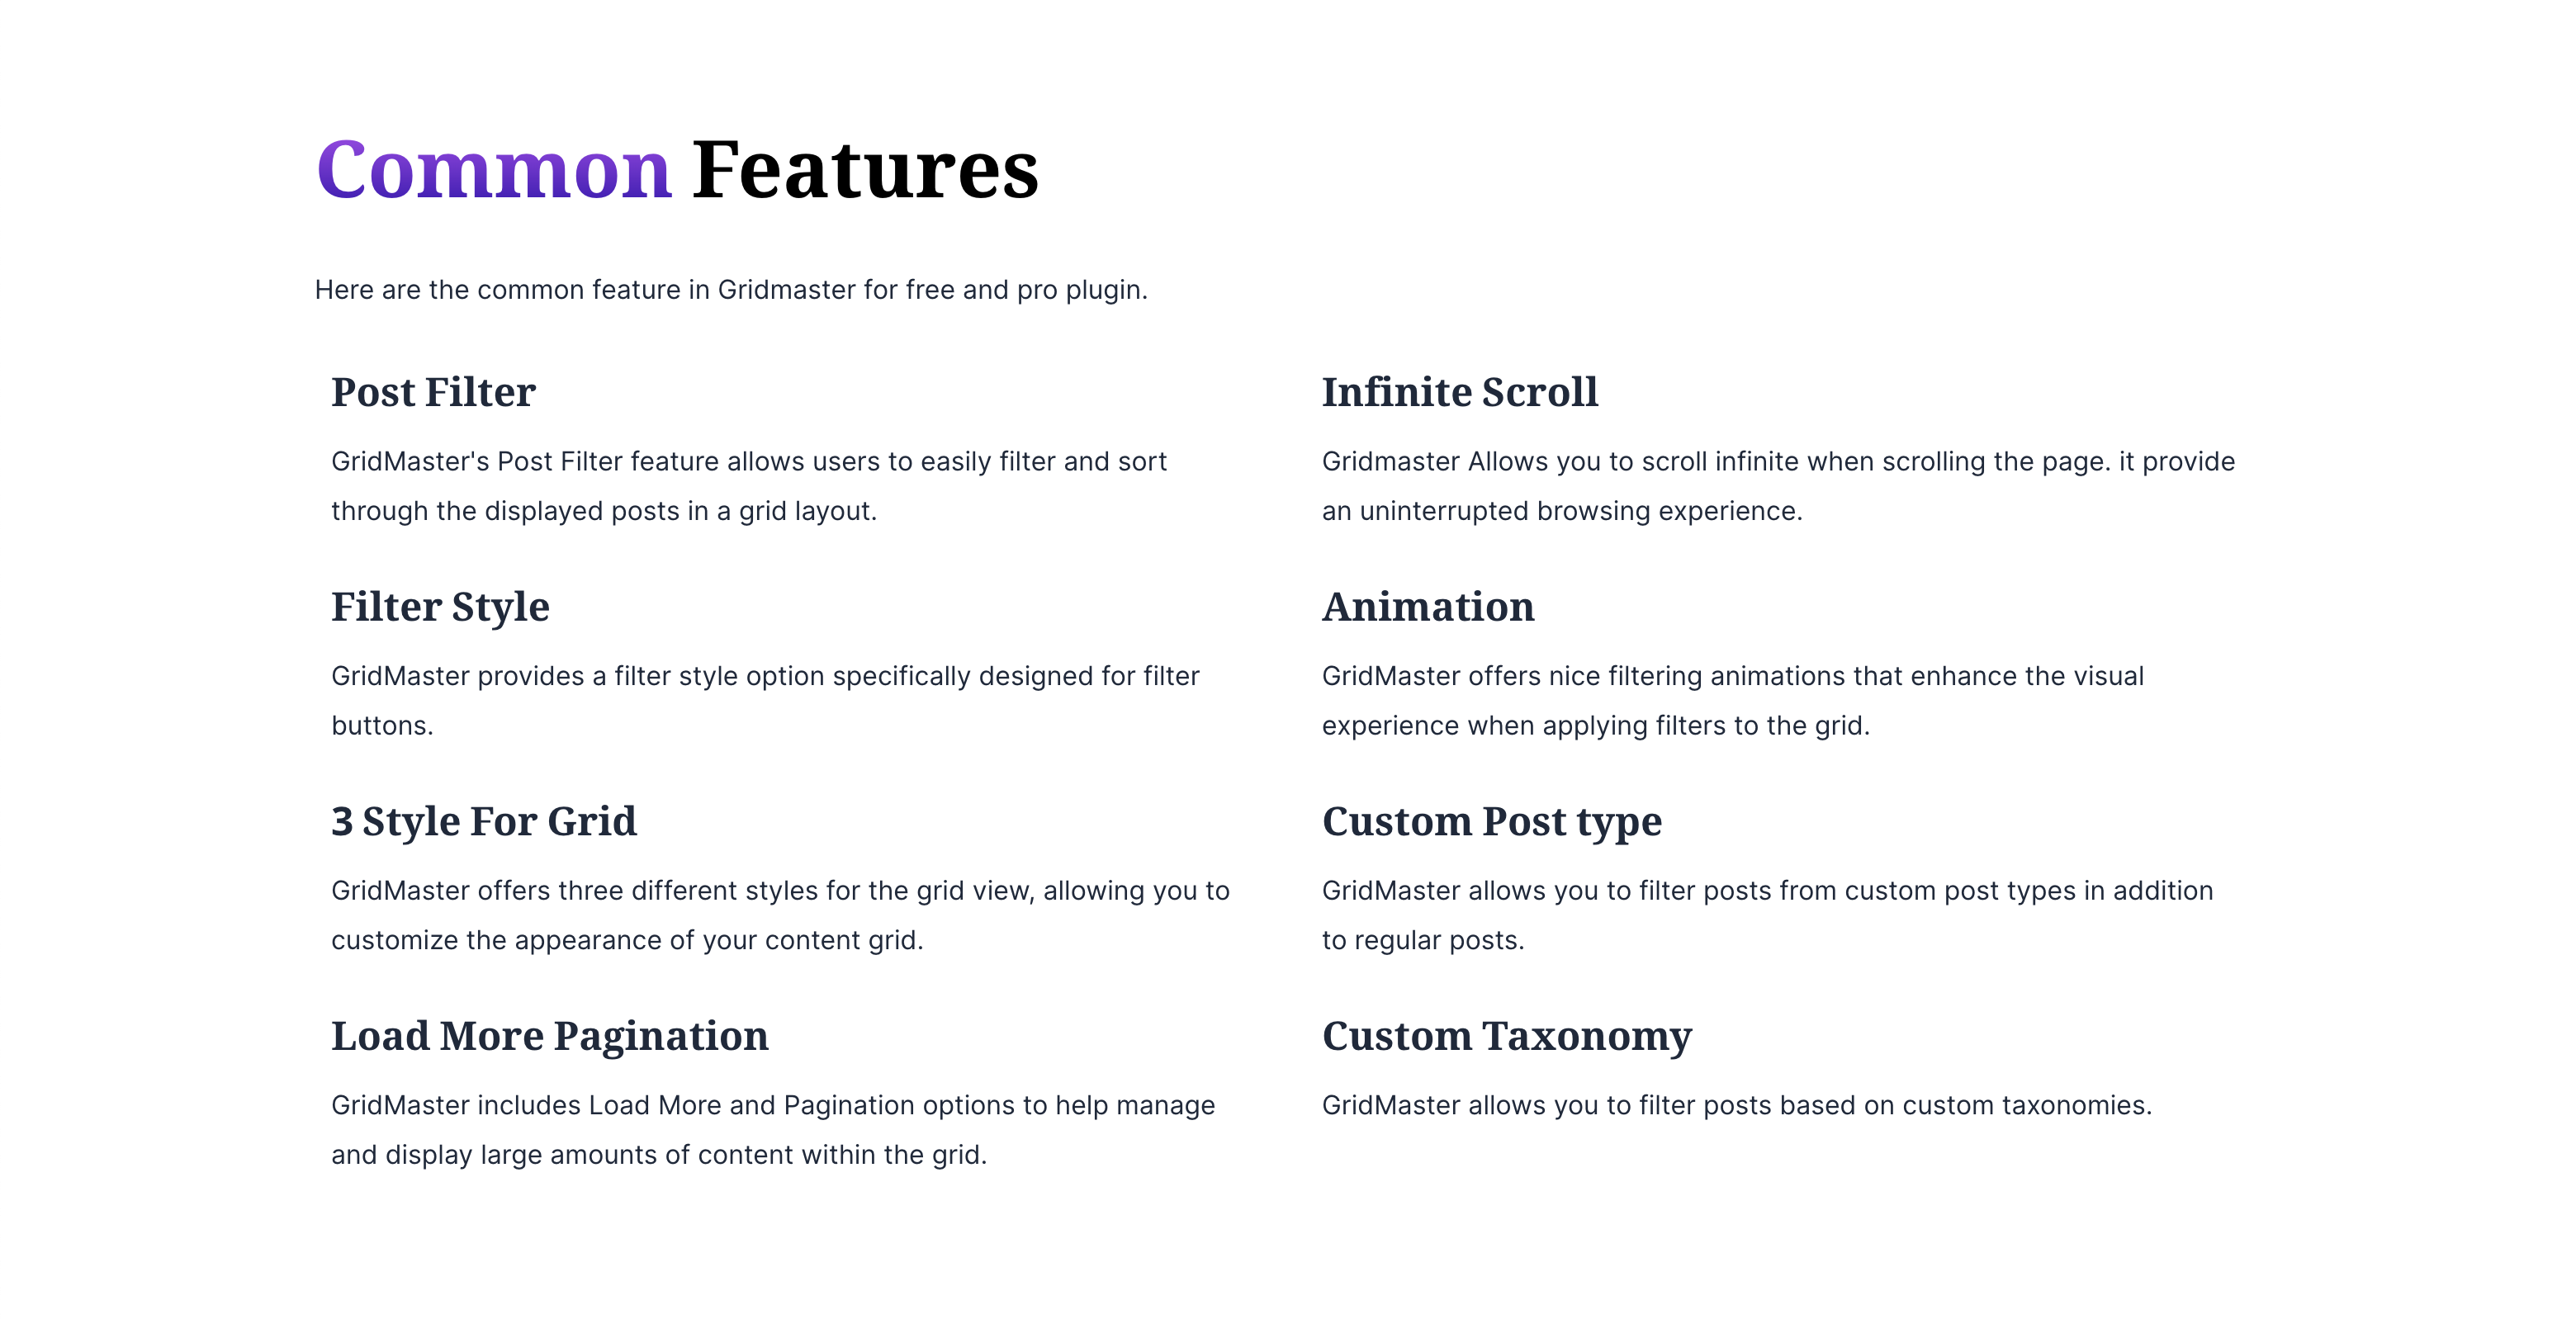 Common Features
Here are the common feature in Gridmaster for free and pro plugin.
Post Filter
GridMaster's Post Filter feature allows users to easily filter and sort
through the displayed posts in a grid layout.
Infinite Scroll
Gridmaster Allows you to scroll infinite when scrolling the page. it provide
an uninterrupted browsing experience.
Filter Style
GridMaster provides a filter style option specifically designed for filter
buttons.
Animation
GridMaster offers nice filtering animations that enhance the visual
experience when applying filters to the grid.
3 Style For Grid
GridMaster offers three different styles for the grid view, allowing you to
customize the appearance of your content grid.
Custom Post type
GridMaster allows you to filter posts from custom post types in addition
to regular posts.
Load More Pagination
GridMaster includes Load More and Pagination options to help manage
and display large amounts of content within the grid.
Custom Taxonomy
GridMaster allows you to filter posts based on custom taxonomies.